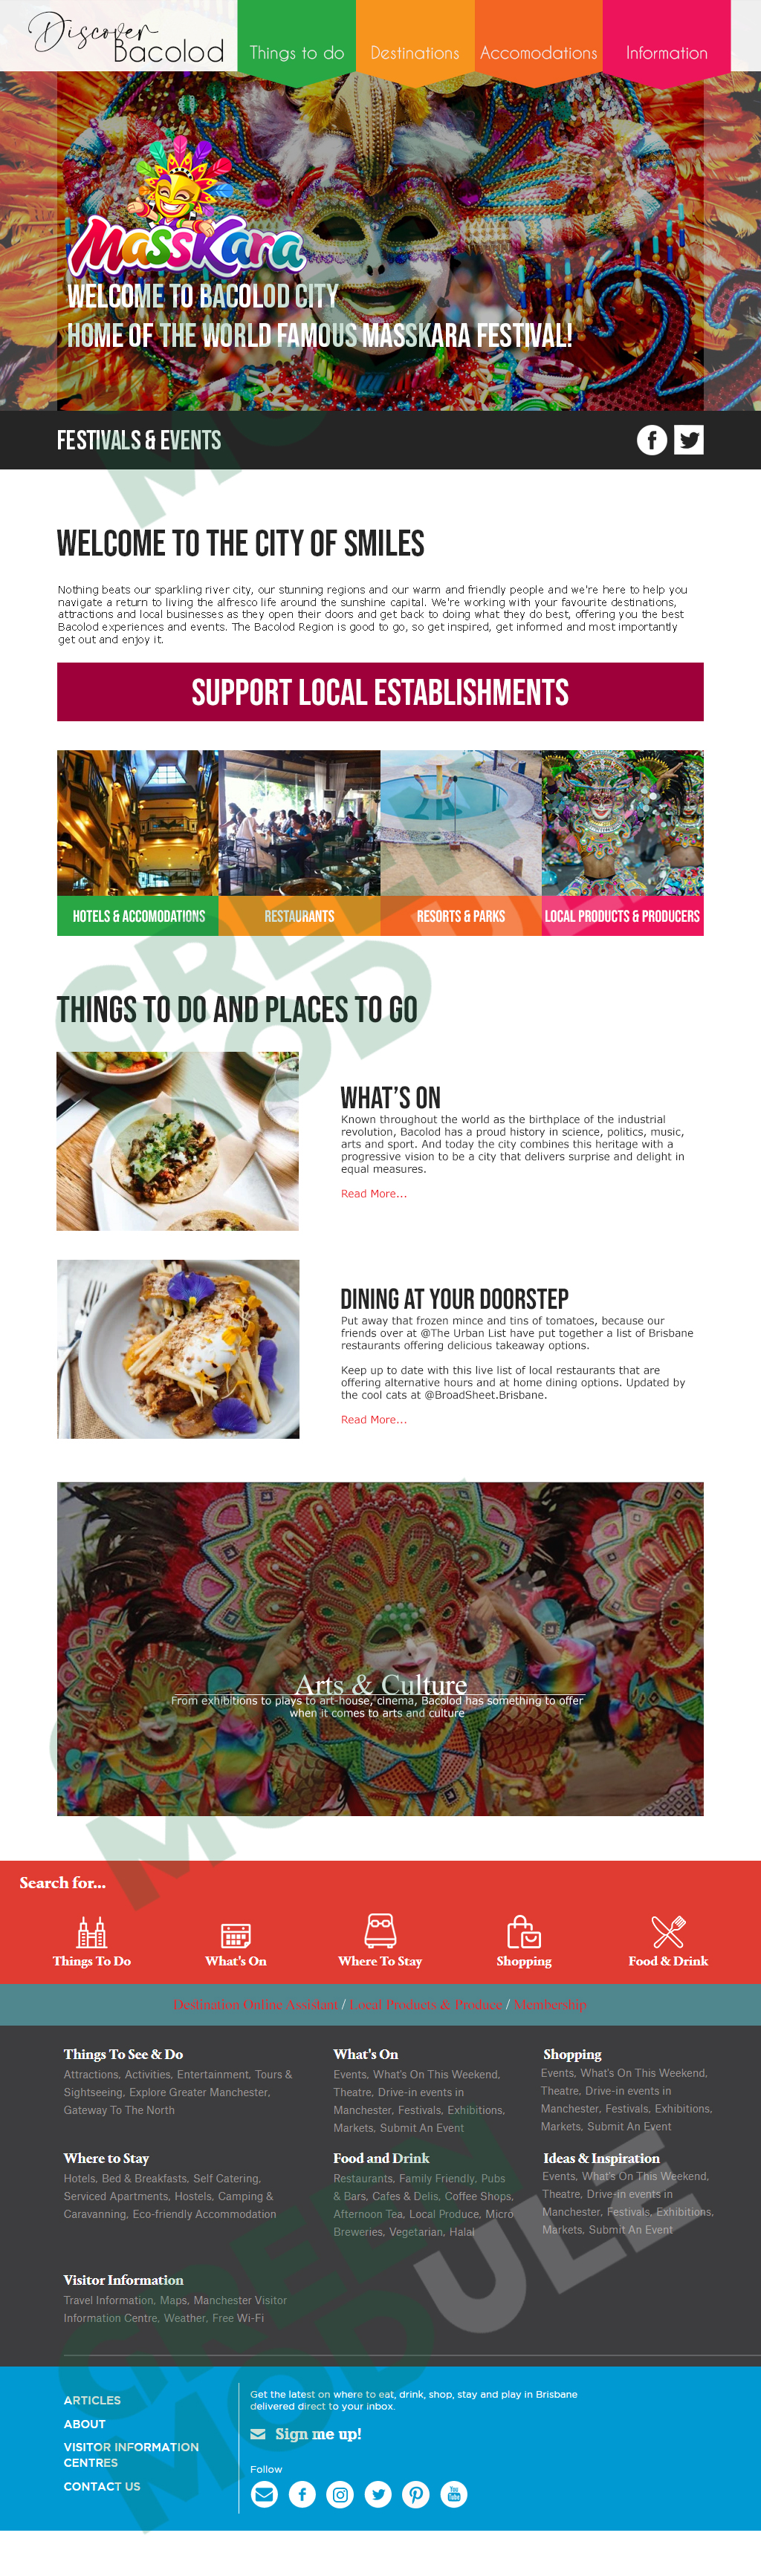 Discover
Bacolod
Things to do
Destinations
Accomodations
Information
MassKara
WELCOME TO BACOLOD CITY
HOME OF THE WORLD FAMOUS MASSKARA FESTIVAL!
FESTIVALS & EVENTS
WELCOME TO THE CITY OF SMILES
Nothing beats our sparkling river city, our stunning regions and our warm and friendly people and we're here to help you
navigate a return to living the alfresco life around the sunshine capital. We're working with your favourite destinations,
attractions and local businesses as they open their doors and get back to doing what they do best, offering you the best
Bacolod experiences and events. The Bacolod Region is good to go, so get inspired, get informed and most importantly
get out and enjoy it.
SUPPORT LOCAL ESTABLISHMENTS
HOTELS & ACCOMODATIONS
RESTAURANTS
RESORTS & PARKS
LOCAL PRODUCTS & PRODUCERS
GREEN
MODULE
THINGS TO DO AND PLACES TO GO
WHAT'S ON
Known throughout the world as the birthplace of the industrial
revolution, Bacolod has a proud history in science, politics, music,
arts and sport. And today the city combines this heritage with a
progressive vision to be a city that delivers surprise and delight in
equal measures.
Read More...
DINING AT YOUR DOORSTEP
Put away that frozen mince and tins of tomatoes, because our
friends over at @The Urban List have put together a list of Brisbane
restaurants offering delicious takeaway options.
Keep up to date with this live list of local restaurants that are
offering alternative hours and at home dining options. Updated by
the cool cats at @BroadSheet.Brisbane.
Read More...
Arts & Culture
From exhibitions to plays to art-house, cinema, Bacolod has something to offer
when it comes to arts and culture
Search for...
Things To Do
What's On
Where To Stay
Shopping
Food & Drink
Destination Online Assistant / Local Products & Produce / Membership
Things To See & Do
Attractions, Activities, Entertainment, Tours &
Sightseeing, Explore Greater Manchester,
Gateway To The North
What's On
Events, What's On This Weekend,
Theatre, Drive-in events in
Manchester, Festivals, Exhibitions,
Markets, Submit An Event
Shopping
Events, What's On This Weekend,
Theatre, Drive-in events in
Manchester, Festivals, Exhibitions,
Markets, Submit An Event
Where to Stay
Hotels, Bed & Breakfasts, Self Catering,
Serviced Apartments, Hostels, Camping &
Caravanning, Eco-friendly Accommodation
Food and Drink
Restaurants, Family Friendly, Pubs
& Bars, Cafes & Delis, Coffee Shops,
Afternoon Tea, Local Produce, Micro
Breweries, Vegetarian, Halal
Ideas & Inspiration
Events, What's On This Weekend,
Theatre, Drive-in events in
Manchester, Festivals, Exhibitions,
Markets, Submit An Event
Visitor Information
Travel Information, Maps, Manchester Visitor
Information Centre, Weather, Free Wi-Fi
GREEN
MODULE
ARTICLES
ABOUT
VISITOR INFORMATION
CENTRES
CONTACT US
Get the latest on where to eat, drink, shop, stay and play in Brisbane
delivered direct to your inbox.
Sign me up!
Follow
You
Tube